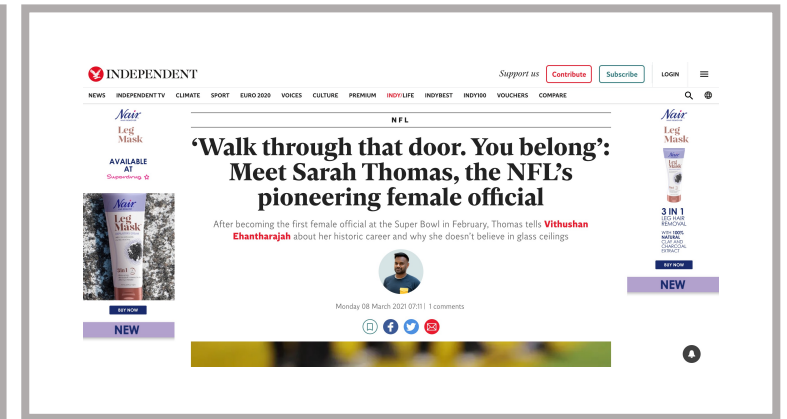 INDEPENDENT
Support us Contribute Subscribe LOGIN
NEWS INDEPENDENT TV CLIMATE SPORT EURO 2020 VOICES CULTURE PREMIUM INDY/LIFE INDYBEST INDY100 VOUCHERS COMPARE
Nair
Leg
Mask
AVAILABLE
AT
Superdrug
Nair
Leg
Mask
BUY NOW
NEW
NFL
‘Walk through that door. You belong’:
Meet Sarah Thomas, the NFL’s
pioneering female official
After becoming the first female official at the Super Bowl in February, Thomas tells Vithushan
Ehantharajah about her historic career and why she doesn’t believe in glass ceilings
Monday 08 March 2021 07:11 | 1 comments
Nair
Leg
Mask
3 IN 1
LEG HAIR
REMOVAL
WITH 100%
NATURAL
CLAY AND
CHARCOAL
EXTRACT
BUY NOW
NEW